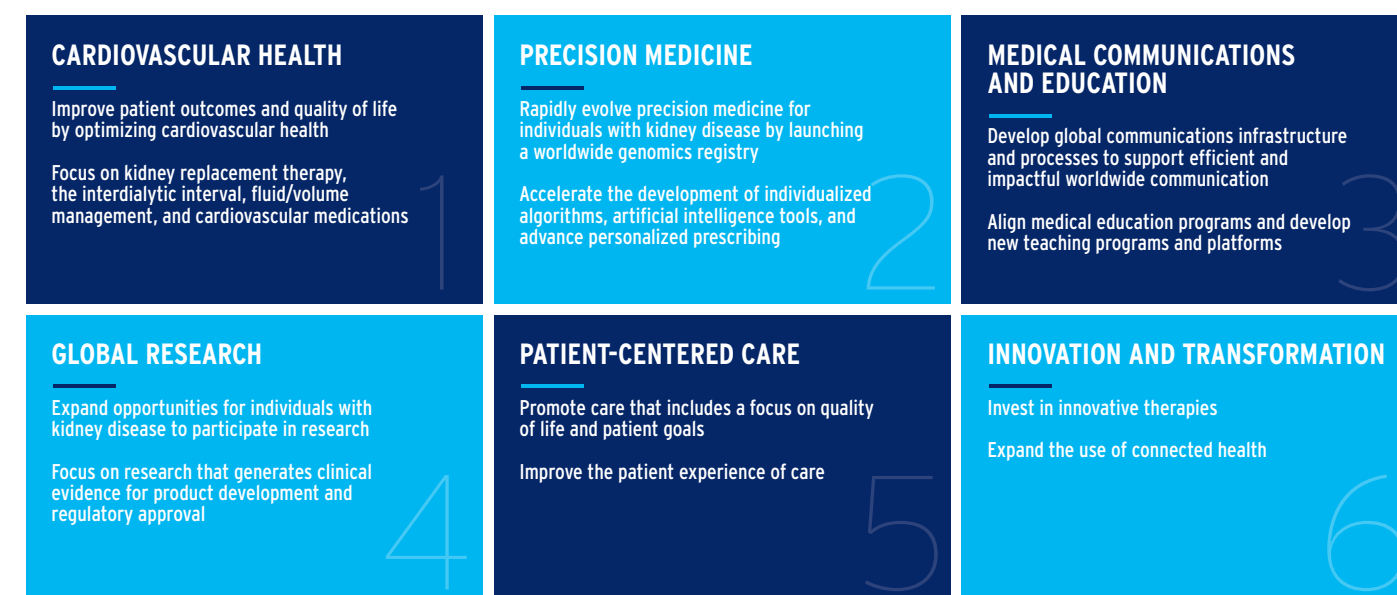 CARDIOVASCULAR HEALTH
Improve patient outcomes and quality of life
by optimizing cardiovascular health
Focus on kidney replacement therapy,
the interdialytic interval, fluid/volume
management, and cardiovascular medications
1
PRECISION MEDICINE
Rapidly evolve precision medicine for
individuals with kidney disease by launching
a worldwide genomics registry
Accelerate the development of individualized
algorithms, artificial intelligence tools, and
advance personalized prescribing
2
MEDICAL COMMUNICATIONS
AND EDUCATION
Develop global communications infrastructure
and processes to support efficient and
impactful worldwide communication
Align medical education programs and develop
new teaching programs and platforms
3
GLOBAL RESEARCH
Expand opportunities for individuals with
kidney disease to participate in research
Focus on research that generates clinical
evidence for product development and
regulatory approval
4
PATIENT-CENTERED CARE
Promote care that includes a focus on quality
of life and patient goals
Improve the patient experience of care
5
INNOVATION AND TRANSFORMATION
Invest in innovative therapies
Expand the use of connected health
6